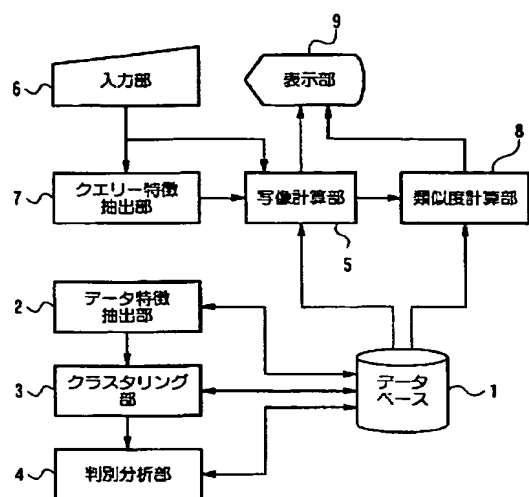 9
入力部
表示部
6
8
クエリー特徴
抽出部
写像計算部
類似度計算部
7
5
データ特徴
抽出部
2
クラスタリング
部
データ
ベース
1
3
判別分析部
4